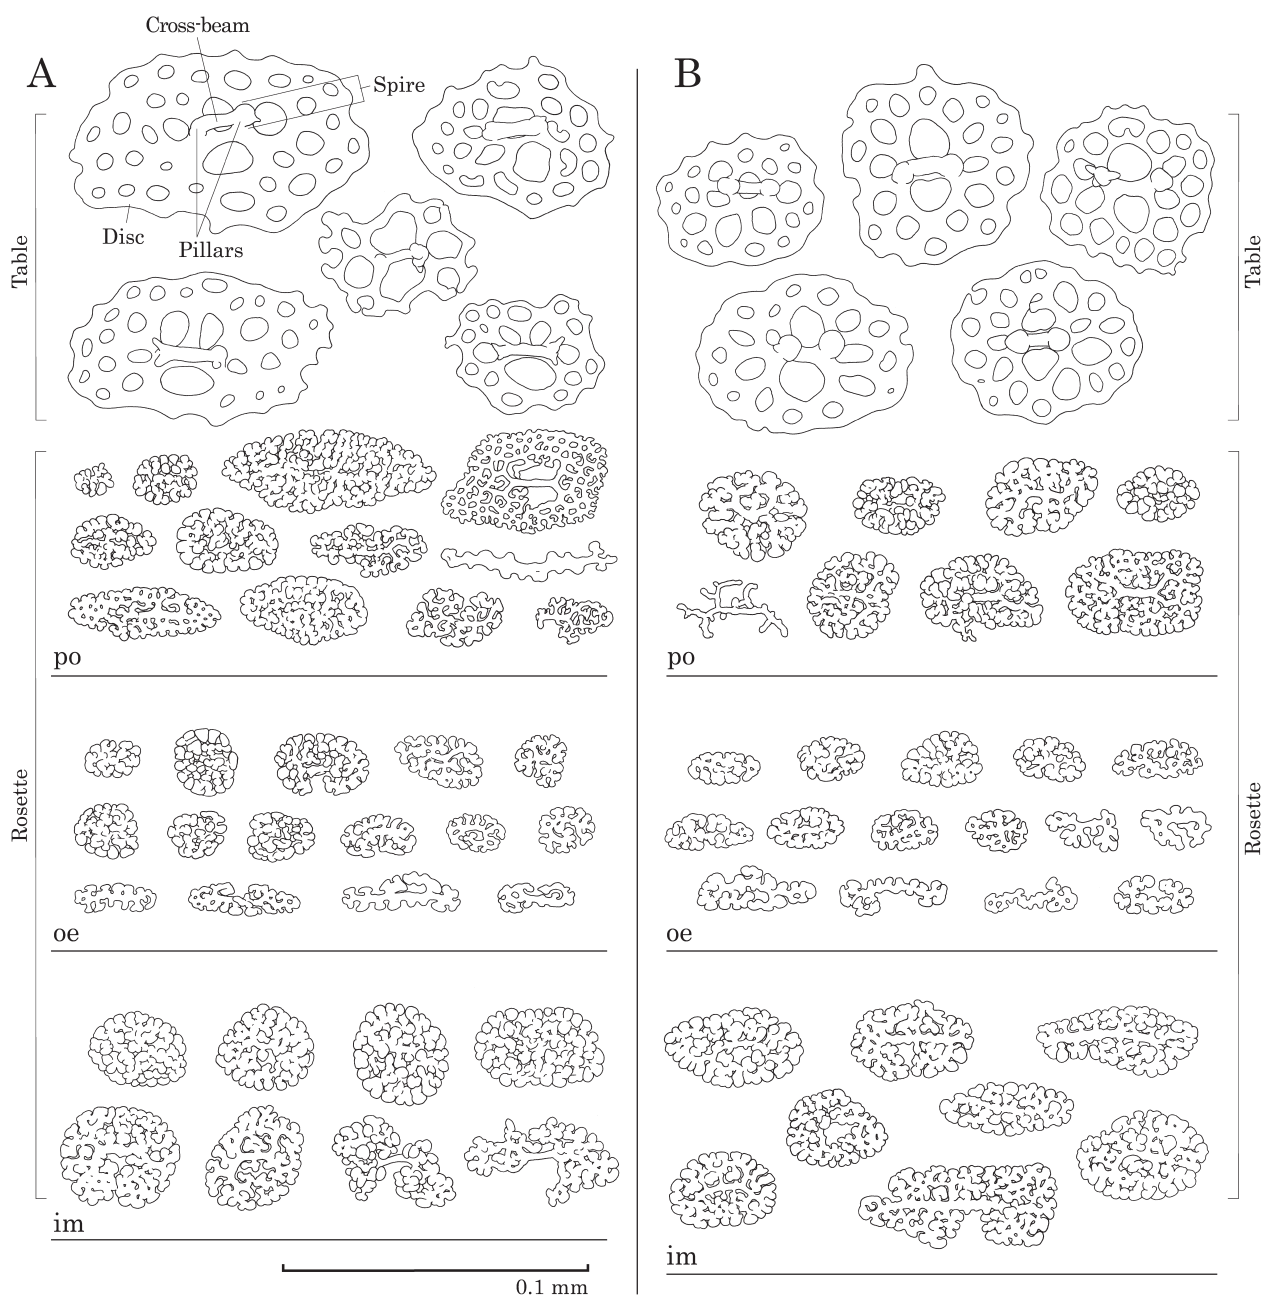 Cross-beam
A
Spire
B
Disc
Pillars
Table
Table
po
po
Rosette
Rosette
oe
oe
im
im
0.1 mm